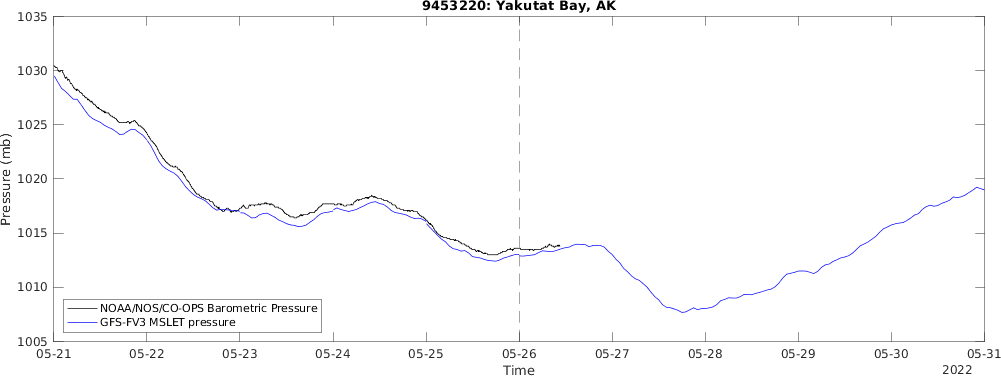 9453220: Yakutat Bay, AK
Pressure (mb)
1035
1030
1025
1020
1015
1010
1005
NOAA/NOS/CO-OPS Barometric Pressure
GFS-FV3 MSLET pressure
05-21 05-22 05-23 05-24 05-25 05-26 05-27 05-28 05-29 05-30 05-31
Time
2022